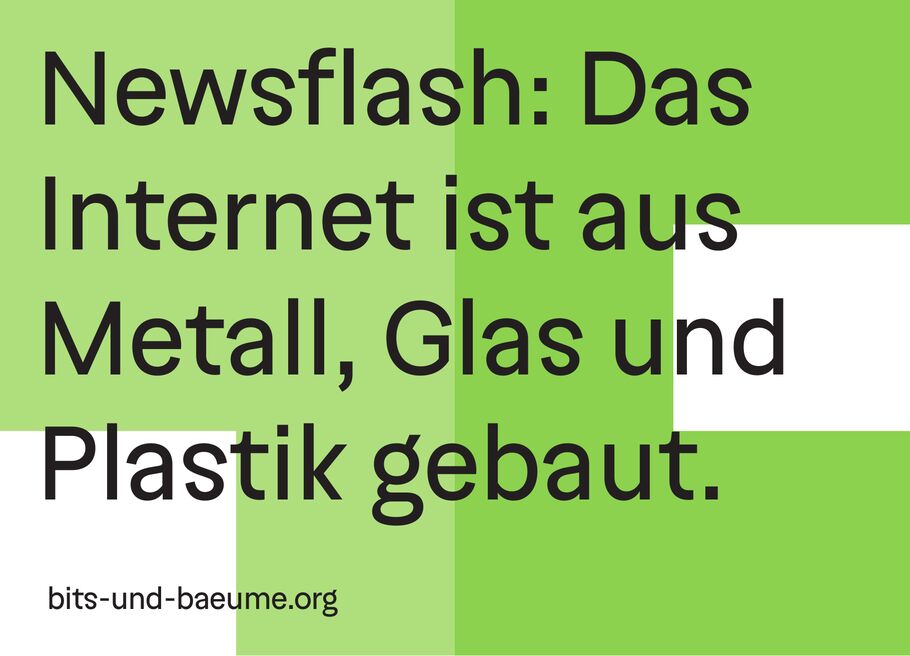 Newsflash: Das
Internet ist aus
Metall, Glas und
Plastik gebaut.
bits-und-baeume.org